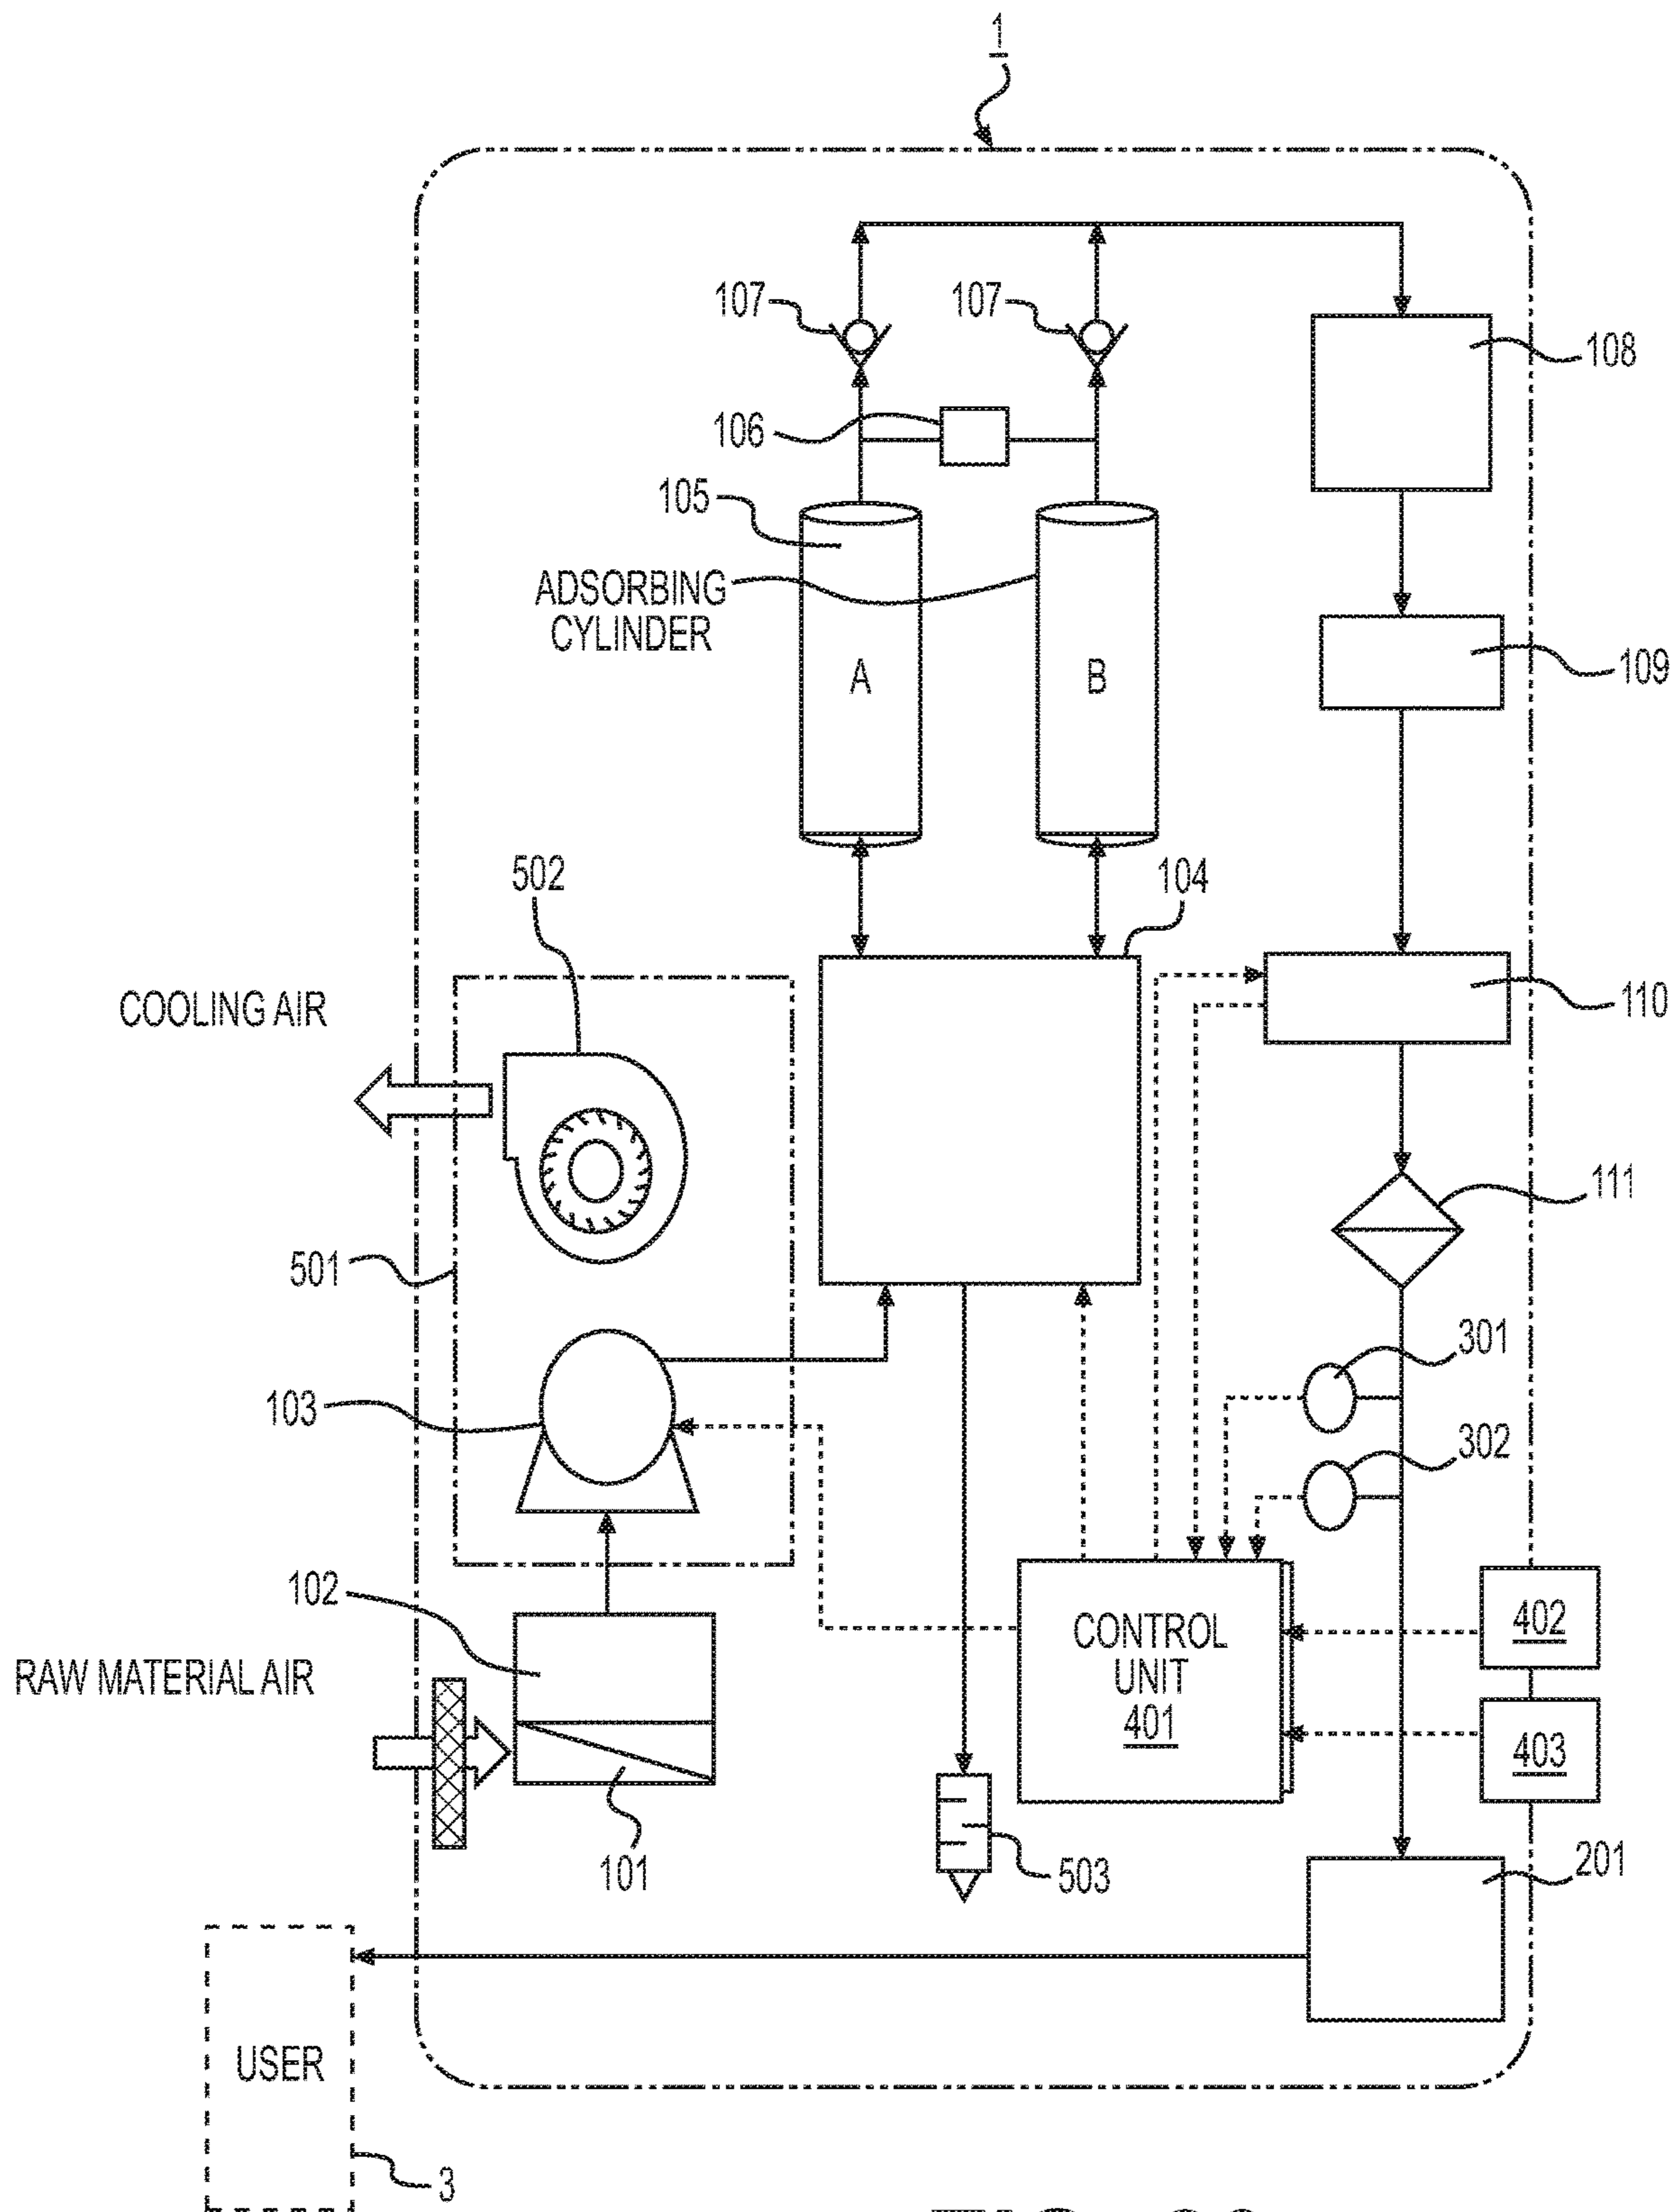 1
107
107
108
106
105
ADSORBING
CYLINDER
A
B
109
502
104
COOLING AIR
110
111
501
301
103
302
102
402
CONTROL
UNIT
401
RAW MATERIAL AIR
403
101
503
201
USER
3